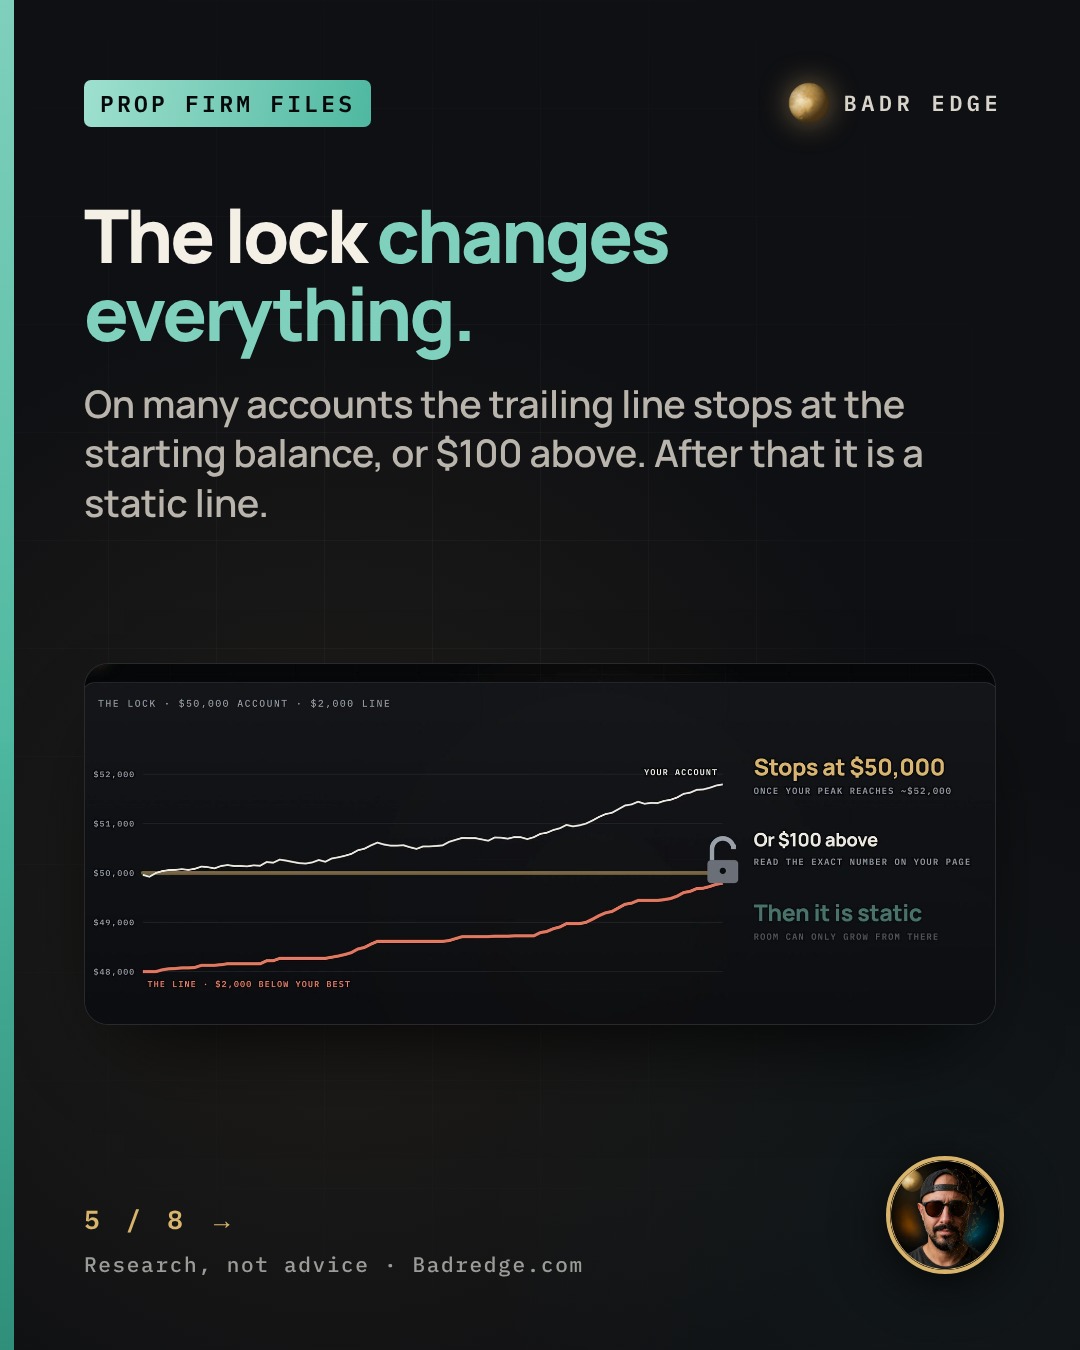 PROP FIRM FILES
BADR EDGE
The lock changes
everything.
On many accounts the trailing line stops at the
starting balance, or $100 above. After that it is a
static line.
THE LOCK · $50,000 ACCOUNT · $2,000 LINE
$52,000
$51,000
$50,000
$49,000
$48,000
YOUR ACCOUNT
THE LINE · $2,000 BELOW YOUR BEST
Stops at $50,000
ONCE YOUR PEAK REACHES ~$52,000
Or $100 above
READ THE EXACT NUMBER ON YOUR PAGE
Then it is static
ROOM CAN ONLY GROW FROM THERE
5 / 8 →
Research, not advice · Badredge.com